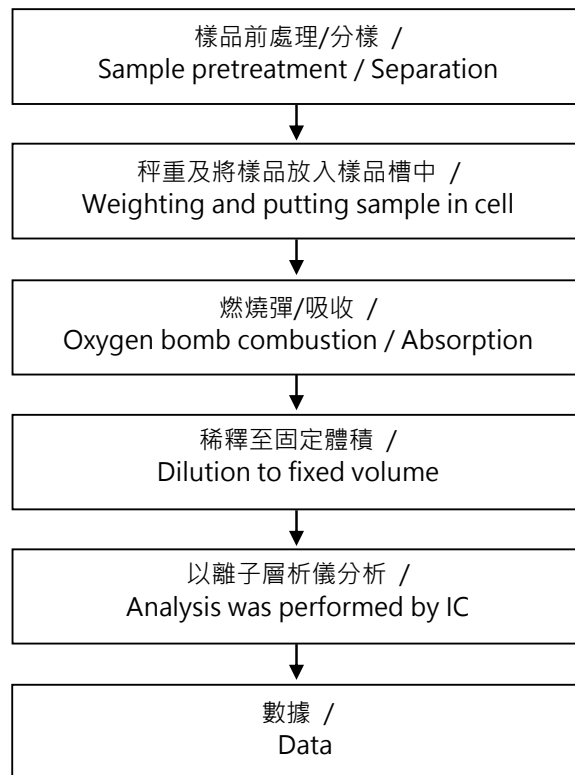 樣品前處理/分樣 /
Sample pretreatment / Separation
秤重及將樣品放入樣品槽中 /
Weighting and putting sample in cell
燃燒彈/吸收 /
Oxygen bomb combustion / Absorption
稀釋至固定體積 /
Dilution to fixed volume
以離子層析儀分析 /
Analysis was performed by IC
數據 /
Data